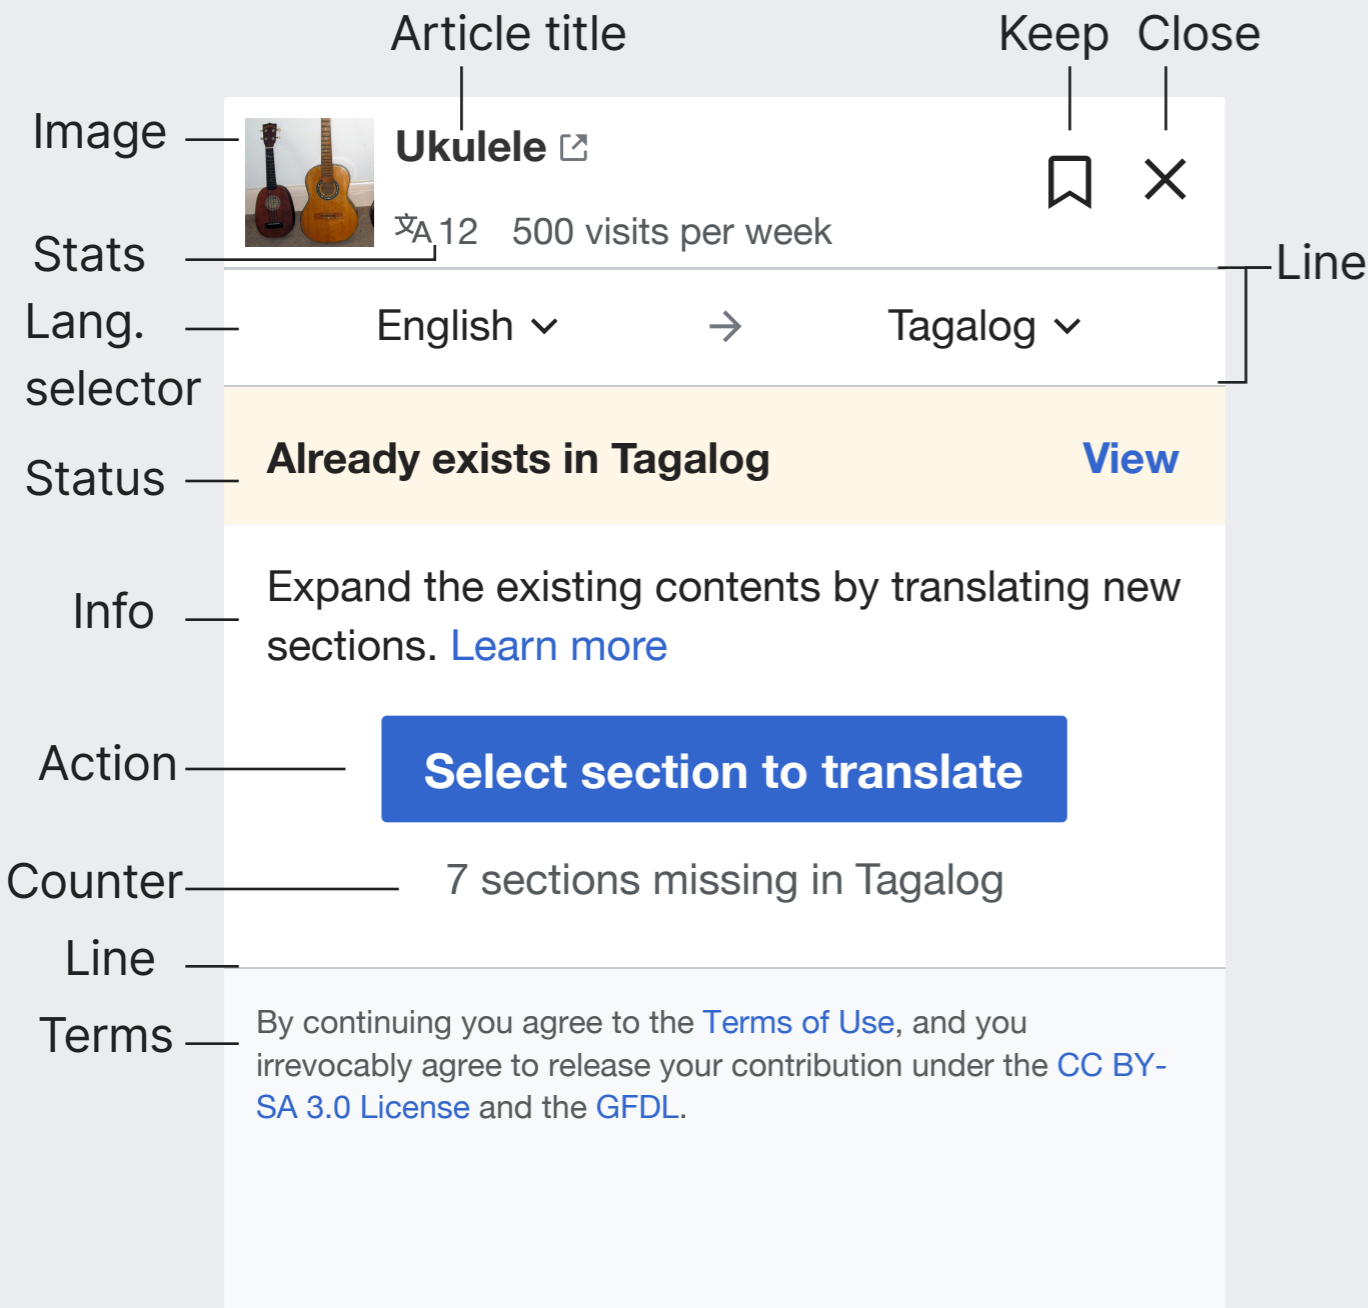 Article title
Keep Close
Image
Ukulele
文A 12 500 visits per week
Stats
Line
Lang.
selector
English
Tagalog
Status
Already exists in Tagalog
View
Info
Expand the existing contents by translating new
sections. Learn more
Action
Select section to translate
Counter
7 sections missing in Tagalog
Line
Terms
By continuing you agree to the Terms of Use, and you
irrevocably agree to release your contribution under the CC BY-
SA 3.0 License and the GFDL.